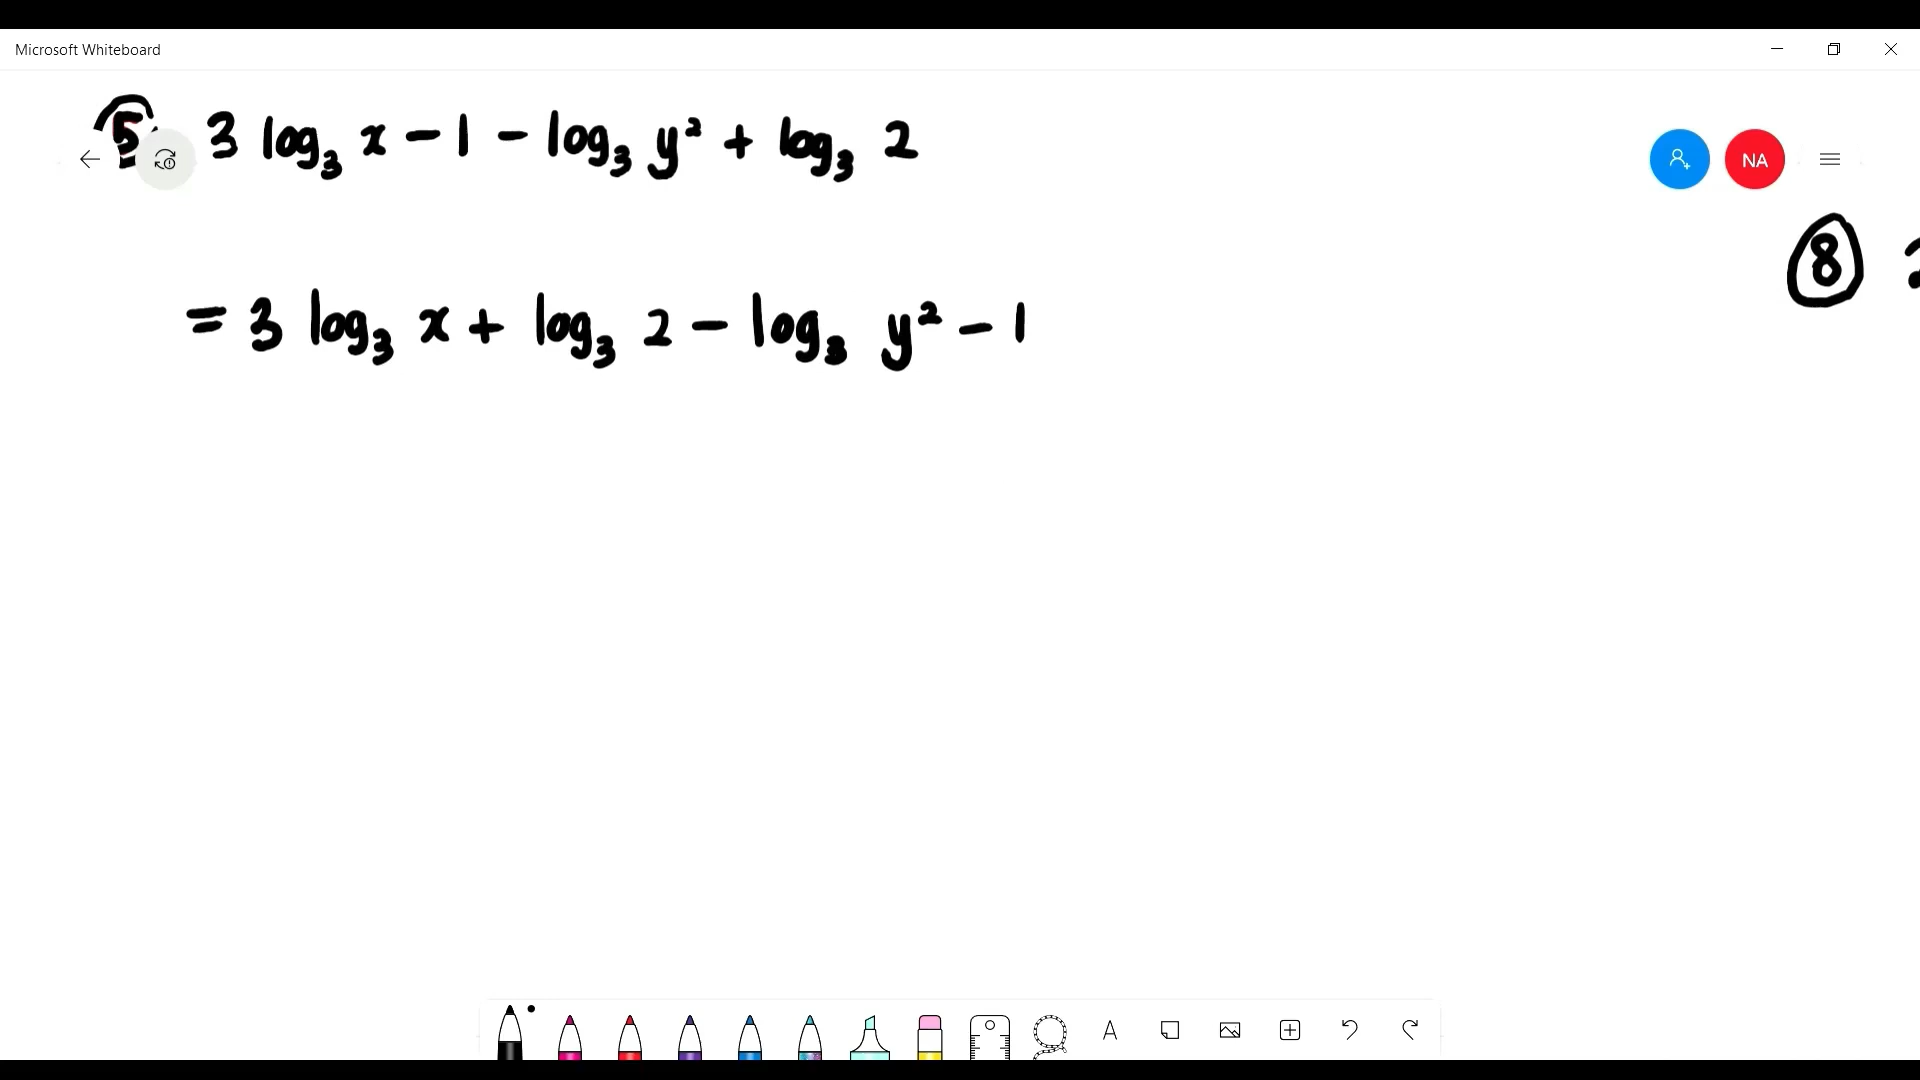 Microsoft Whiteboard
5 3 log₃ x − 1 − log₃ y² + log₃ 2
NA
8
= 3 log₃ x + log₃ 2 − log₃ y² − 1
A